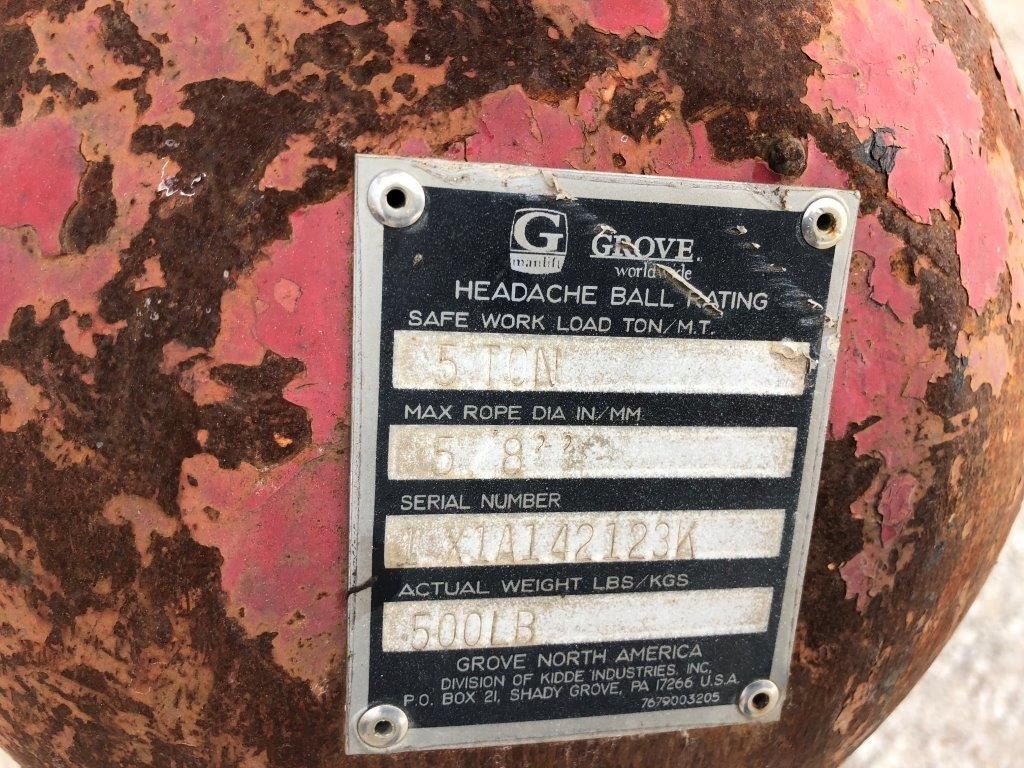 G GROVE
manlift worldwide
HEADACHE BALL RATING
SAFE WORK LOAD TON/M.T.
5 TON
MAX ROPE DIA IN/MM
5/8"
SERIAL NUMBER
X1A142123K
ACTUAL WEIGHT LBS/KGS
500LB
GROVE NORTH AMERICA
DIVISION OF KIDDE INDUSTRIES, INC.
P.O. BOX 21, SHADY GROVE, PA 17266 U.S.A.
7679003205